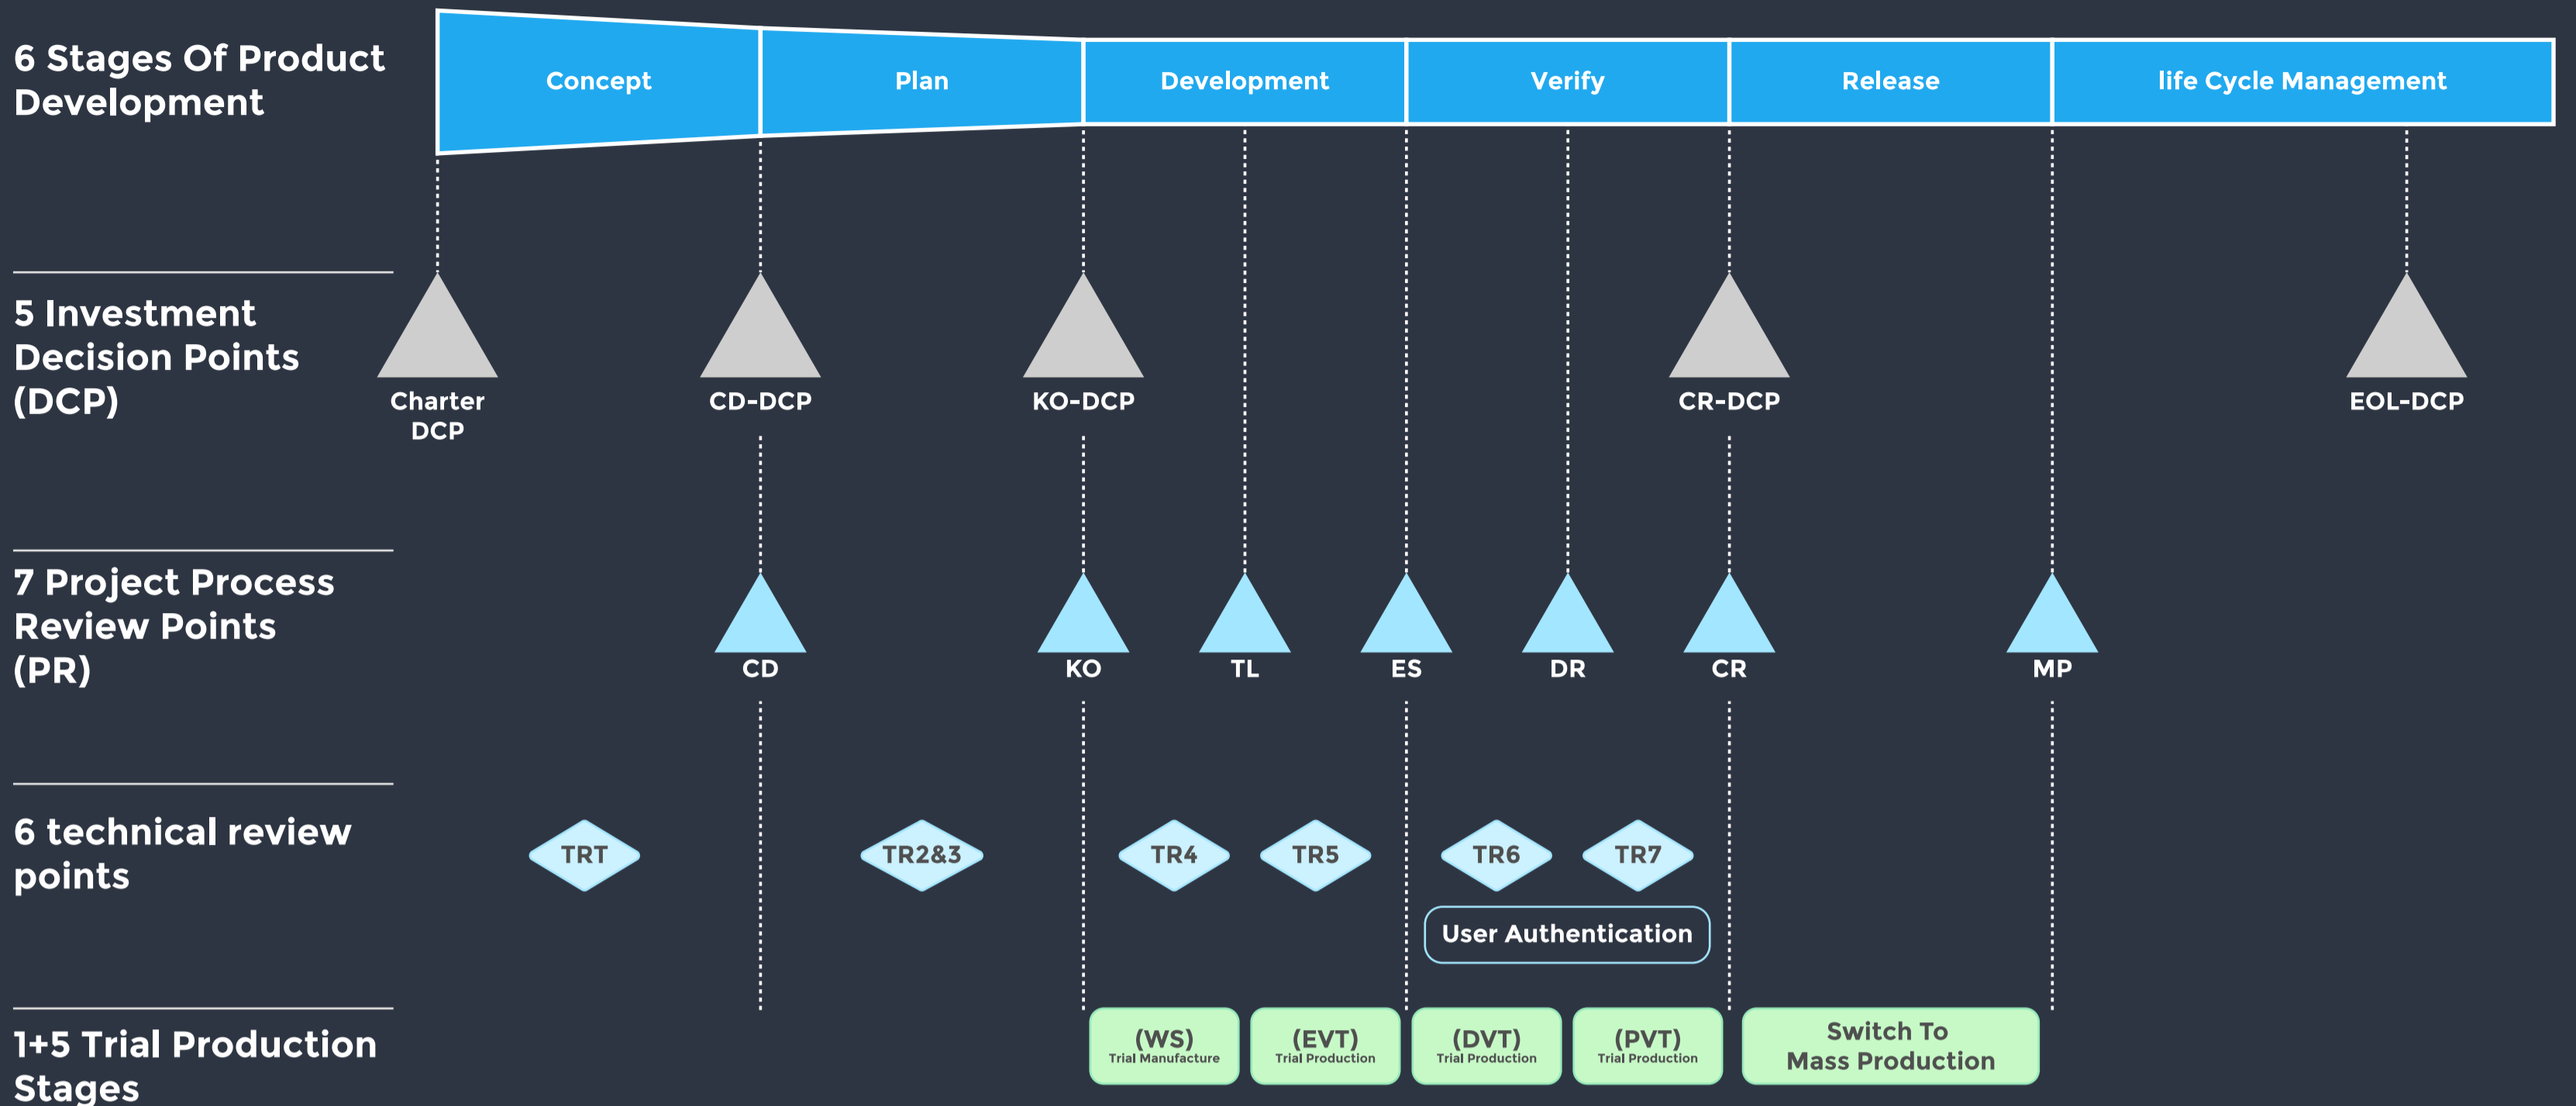 6 Stages Of Product
Development
Concept
Plan
Development
Verify
Release
life Cycle Management
5 Investment
Decision Points
(DCP)
Charter
DCP
CD-DCP
KO-DCP
CR-DCP
EOL-DCP
7 Project Process
Review Points
(PR)
CD
KO
TL
ES
DR
CR
MP
6 technical review
points
TRT
TR2&3
TR4
TR5
TR6
TR7
User Authentication
1+5 Trial Production
Stages
(WS)
Trial Manufacture
(EVT)
Trial Production
(DVT)
Trial Production
(PVT)
Trial Production
Switch To
Mass Production